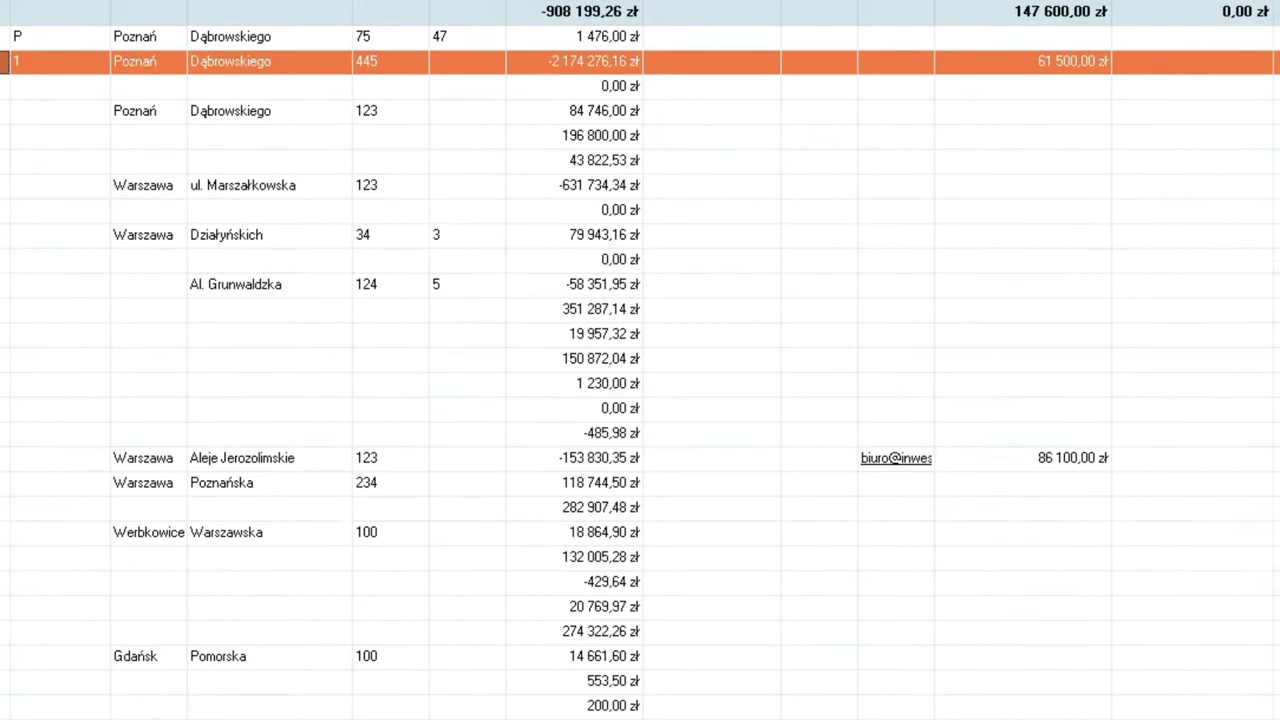 -908 199,26 zł 147 600,00 zł 0,00 zł
P Poznań Dąbrowskiego 75 47 1 476,00 zł
1 Poznań Dąbrowskiego 445 -2 174 276,16 zł 61 500,00 zł
0,00 zł
Poznań Dąbrowskiego 123 84 746,00 zł
196 800,00 zł
43 822,53 zł
Warszawa ul. Marszałkowska 123 -631 734,34 zł
0,00 zł
Warszawa Działyńskich 34 3 79 943,16 zł
0,00 zł
Al. Grunwaldzka 124 5 -58 351,95 zł
351 287,14 zł
19 957,32 zł
150 872,04 zł
1 230,00 zł
0,00 zł
-485,98 zł
Warszawa Aleje Jerozolimskie 123 -153 830,35 zł biuro@inwes 86 100,00 zł
Warszawa Poznańska 234 118 744,50 zł
282 907,48 zł
Werbkowice Warszawska 100 18 864,90 zł
132 005,28 zł
-429,64 zł
20 769,97 zł
274 322,26 zł
Gdańsk Pomorska 100 14 661,60 zł
553,50 zł
200,00 zł